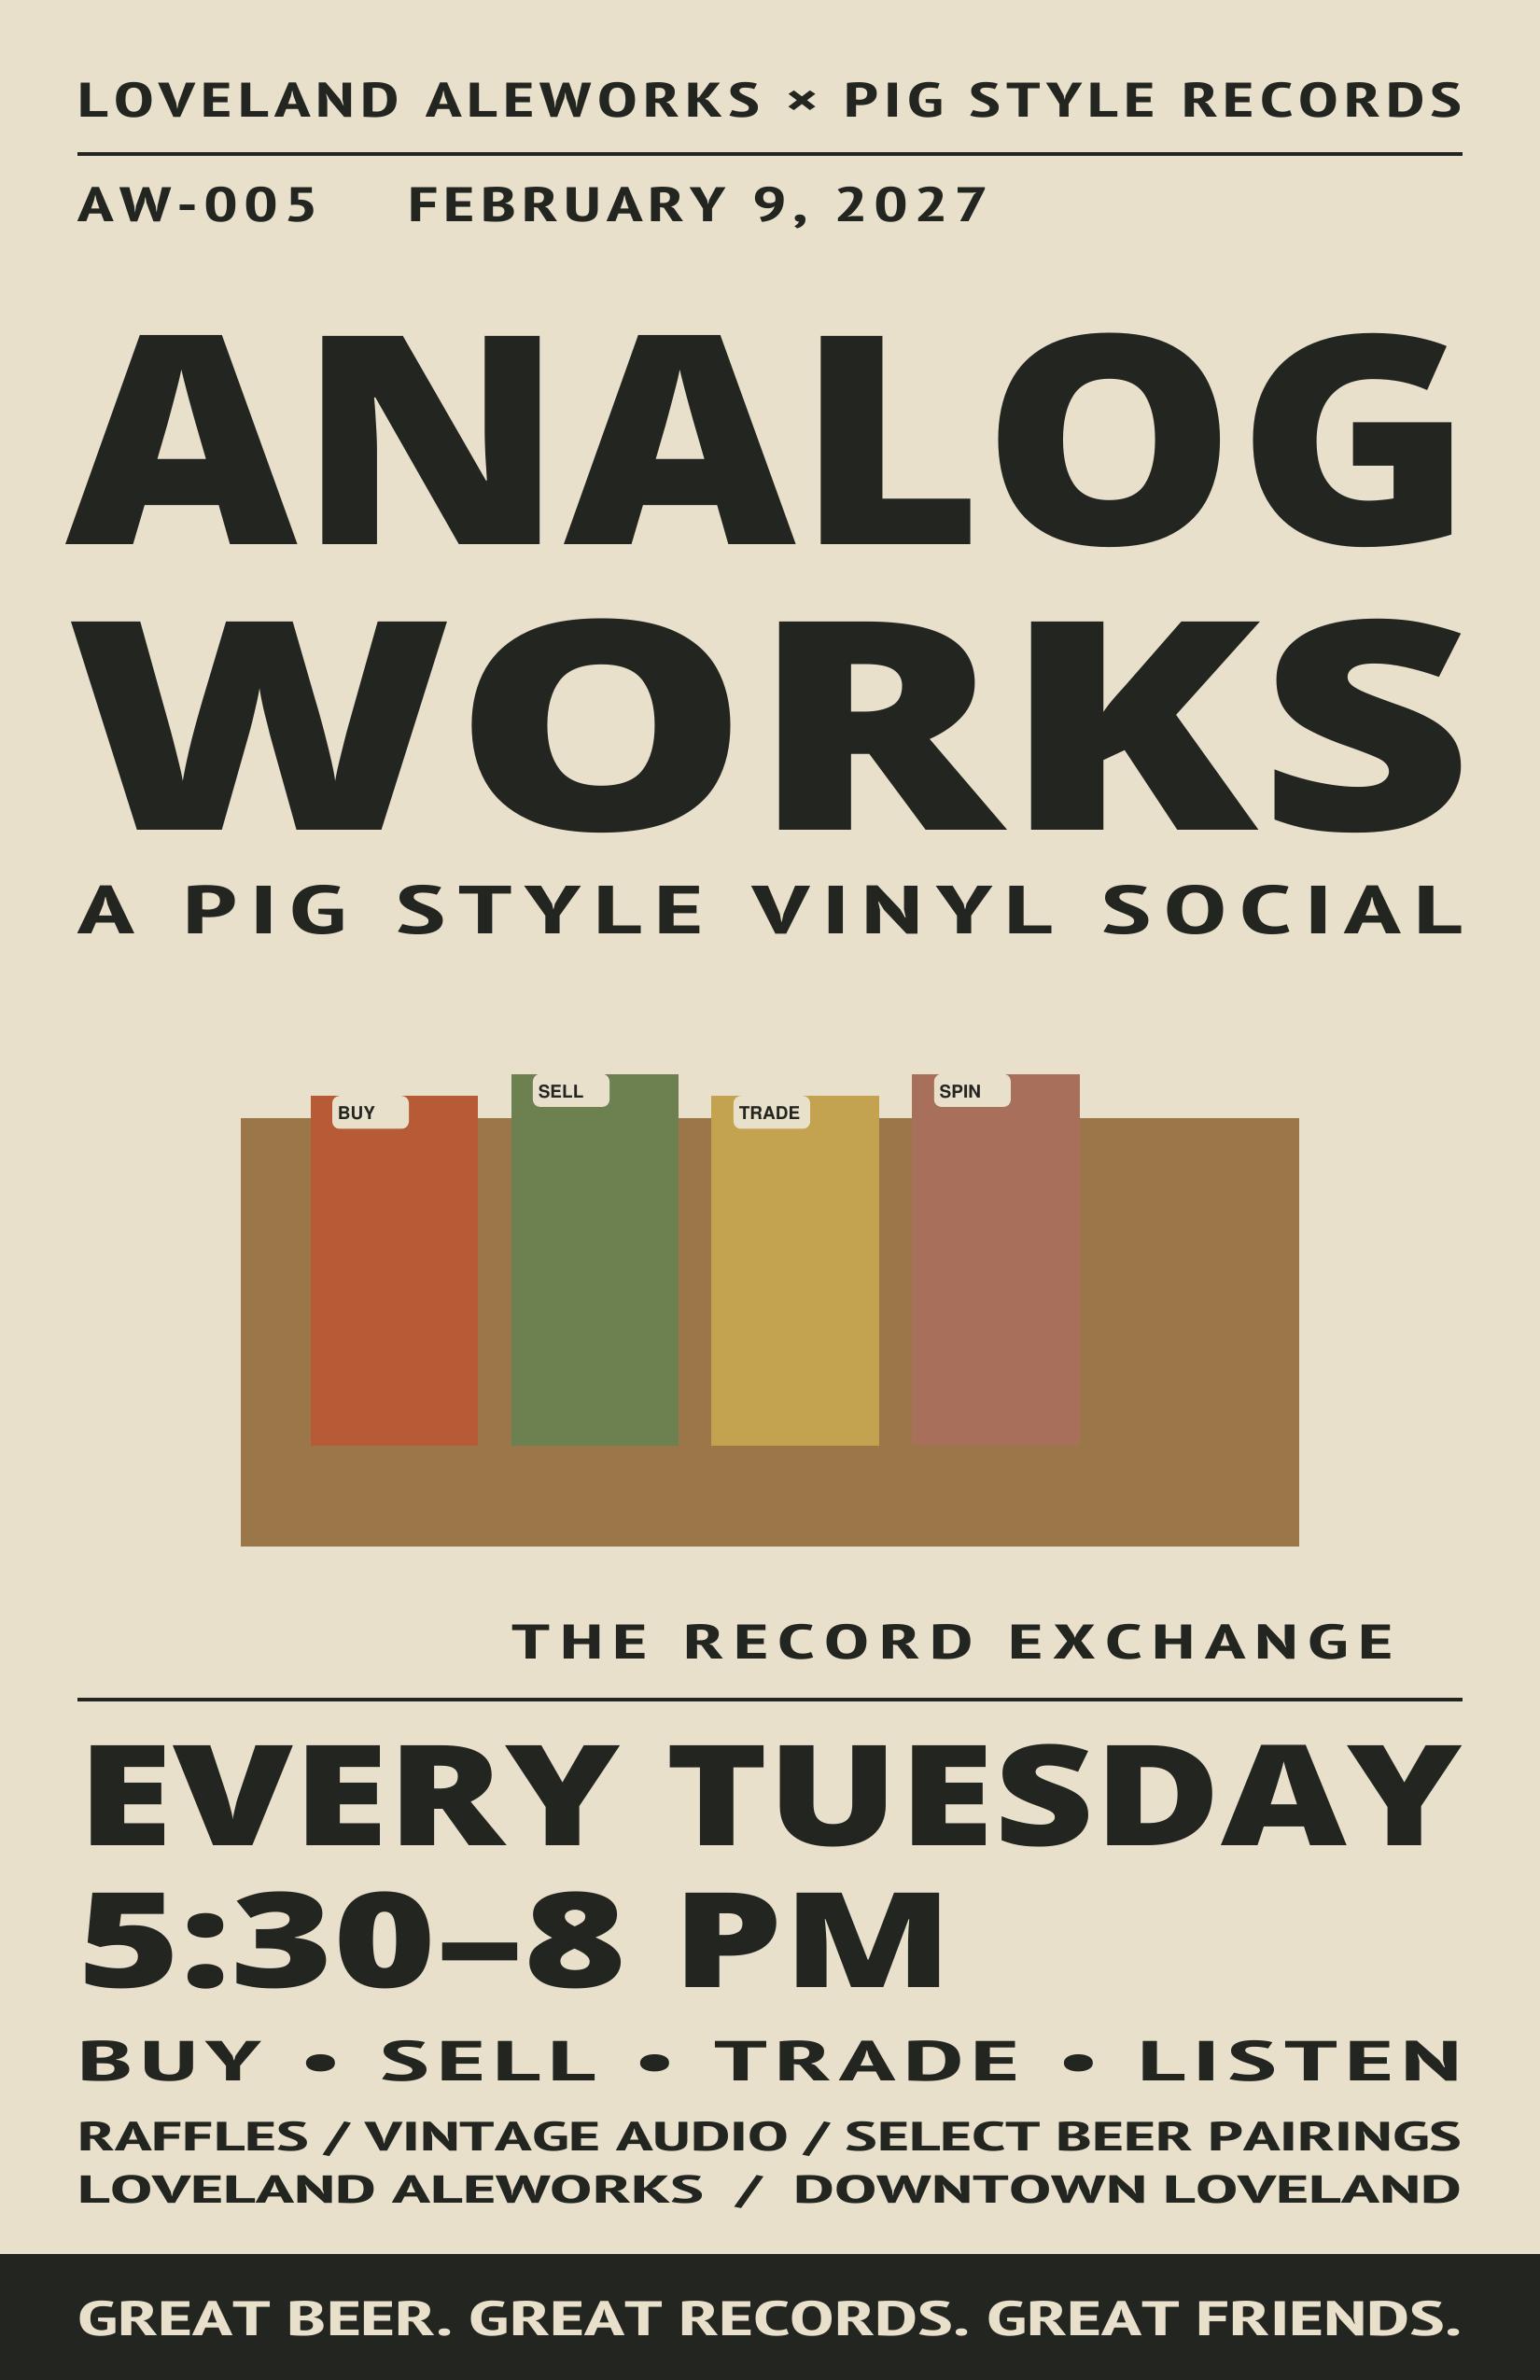 LOVELAND ALEWORKS × PIG STYLE RECORDS
AW-005 FEBRUARY 9, 2027
ANALOG
WORKS
A PIG STYLE VINYL SOCIAL
BUY
SELL
TRADE
SPIN
THE RECORD EXCHANGE
EVERY TUESDAY
5:30–8 PM
BUY • SELL • TRADE • LISTEN
RAFFLES / VINTAGE AUDIO / SELECT BEER PAIRINGS
LOVELAND ALEWORKS / DOWNTOWN LOVELAND
GREAT BEER. GREAT RECORDS. GREAT FRIENDS.